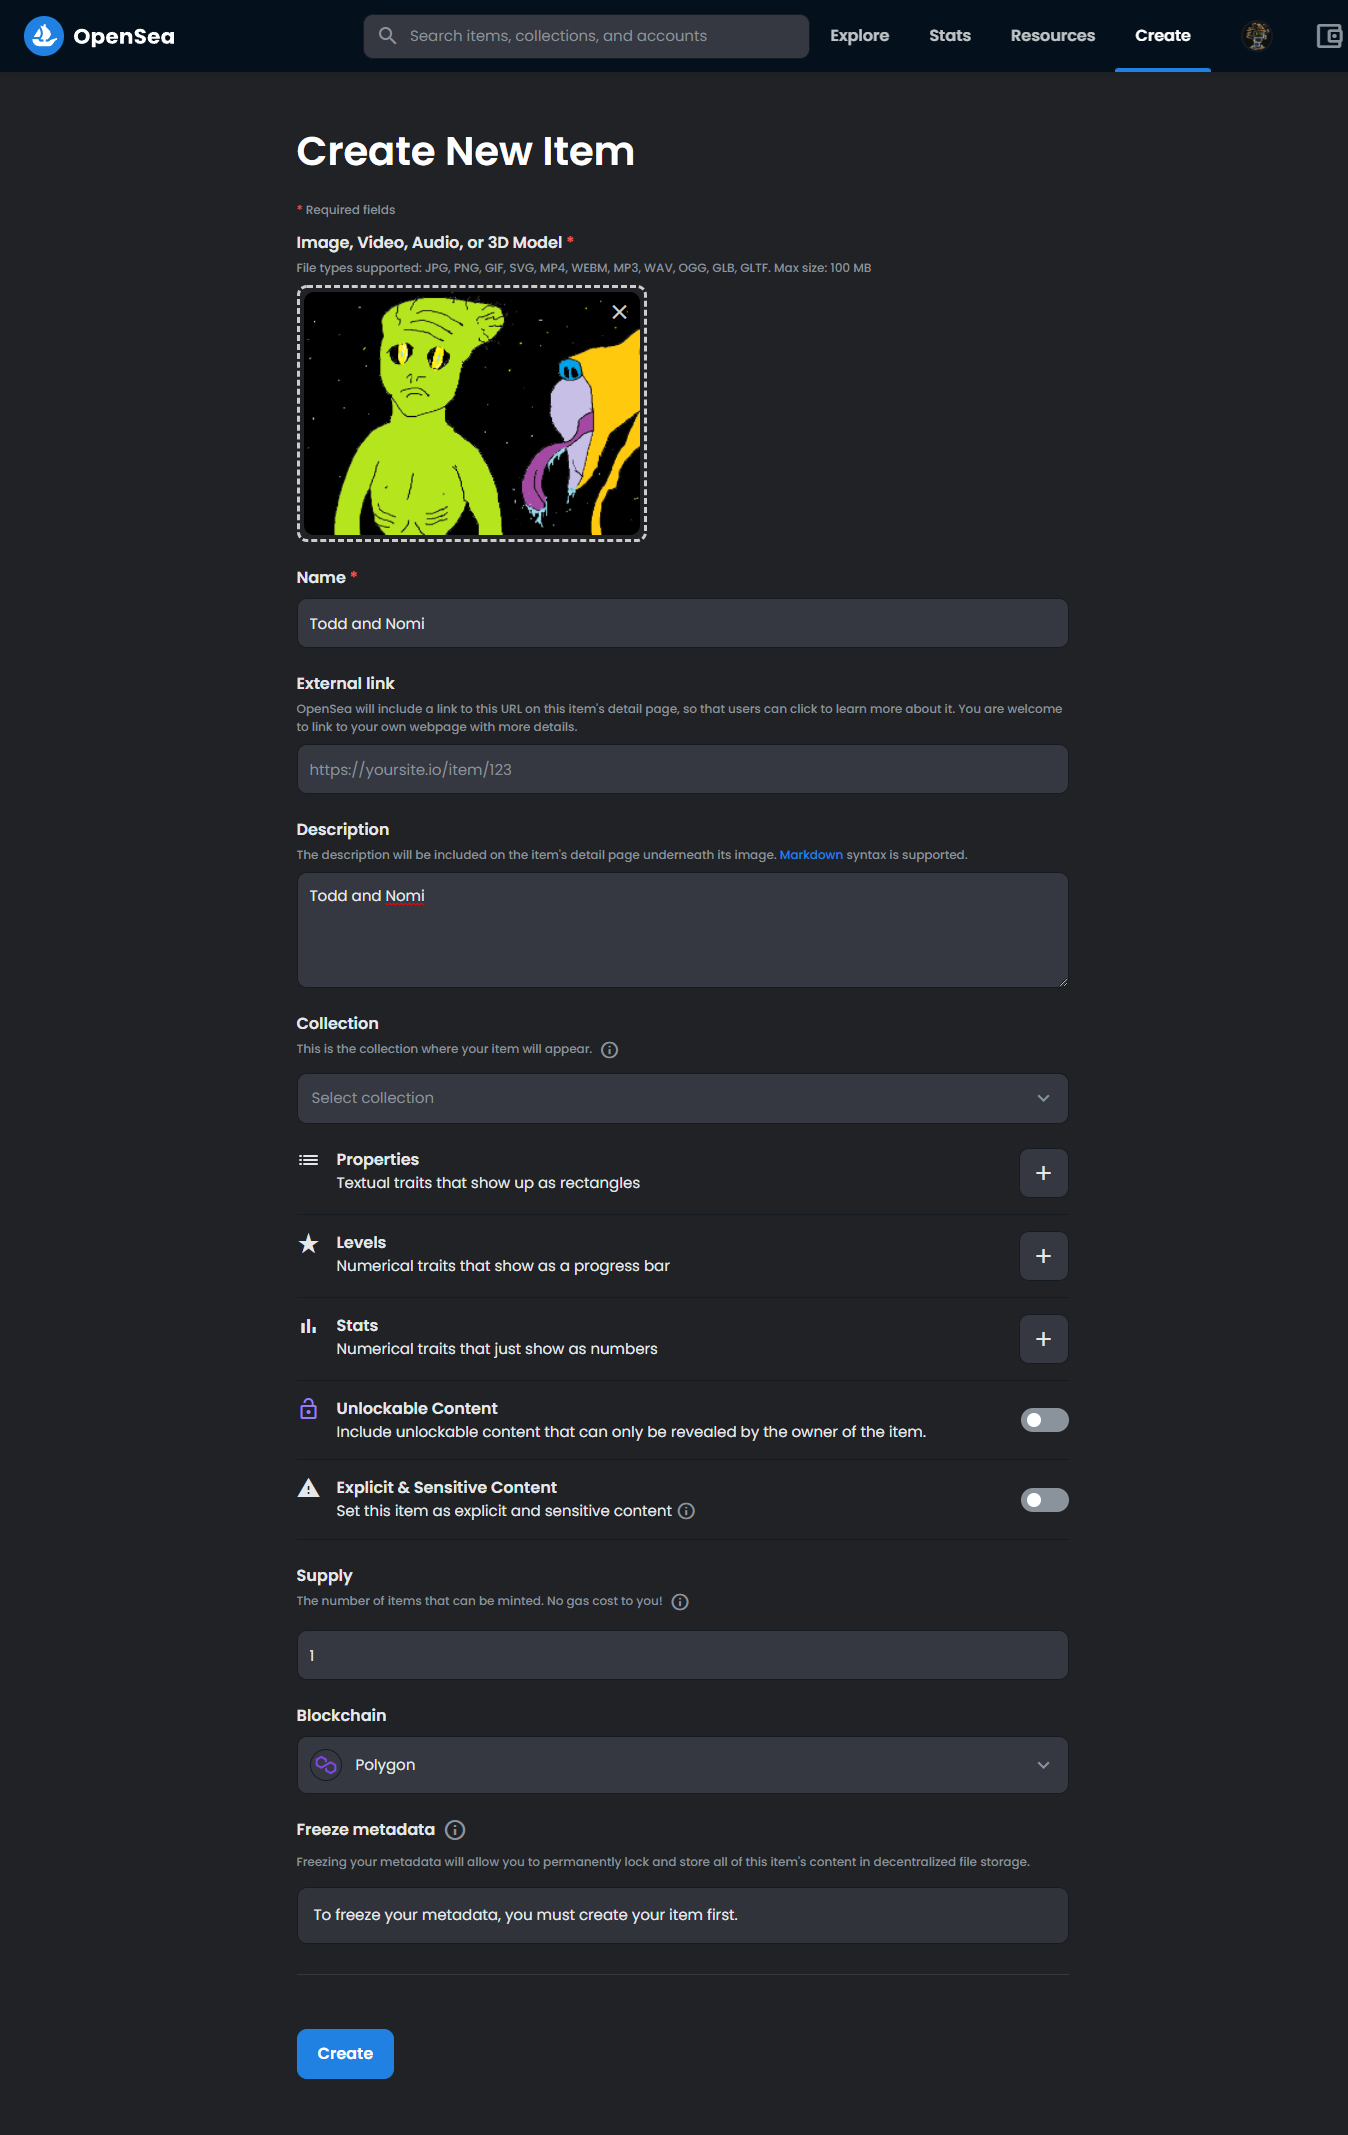 OpenSea
Search items, collections, and accounts
Explore
Stats
Resources
Create
Create New Item
* Required fields
Image, Video, Audio, or 3D Model *
File types supported: JPG, PNG, GIF, SVG, MP4, WEBM, MP3, WAV, OGG, GLB, GLTF. Max size: 100 MB
Name *
Todd and Nomi
External link
OpenSea will include a link to this URL on this item's detail page, so that users can click to learn more about it. You are welcome
to link to your own webpage with more details.
https://yoursite.io/item/123
Description
The description will be included on the item's detail page underneath its image. Markdown syntax is supported.
Todd and Nomi
Collection
This is the collection where your item will appear.
Select collection
Properties
Textual traits that show up as rectangles
Levels
Numerical traits that show as a progress bar
Stats
Numerical traits that just show as numbers
Unlockable Content
Include unlockable content that can only be revealed by the owner of the item.
Explicit & Sensitive Content
Set this item as explicit and sensitive content
Supply
The number of items that can be minted. No gas cost to you!
1
Blockchain
Polygon
Freeze metadata
Freezing your metadata will allow you to permanently lock and store all of this item's content in decentralized file storage.
To freeze your metadata, you must create your item first.
Create